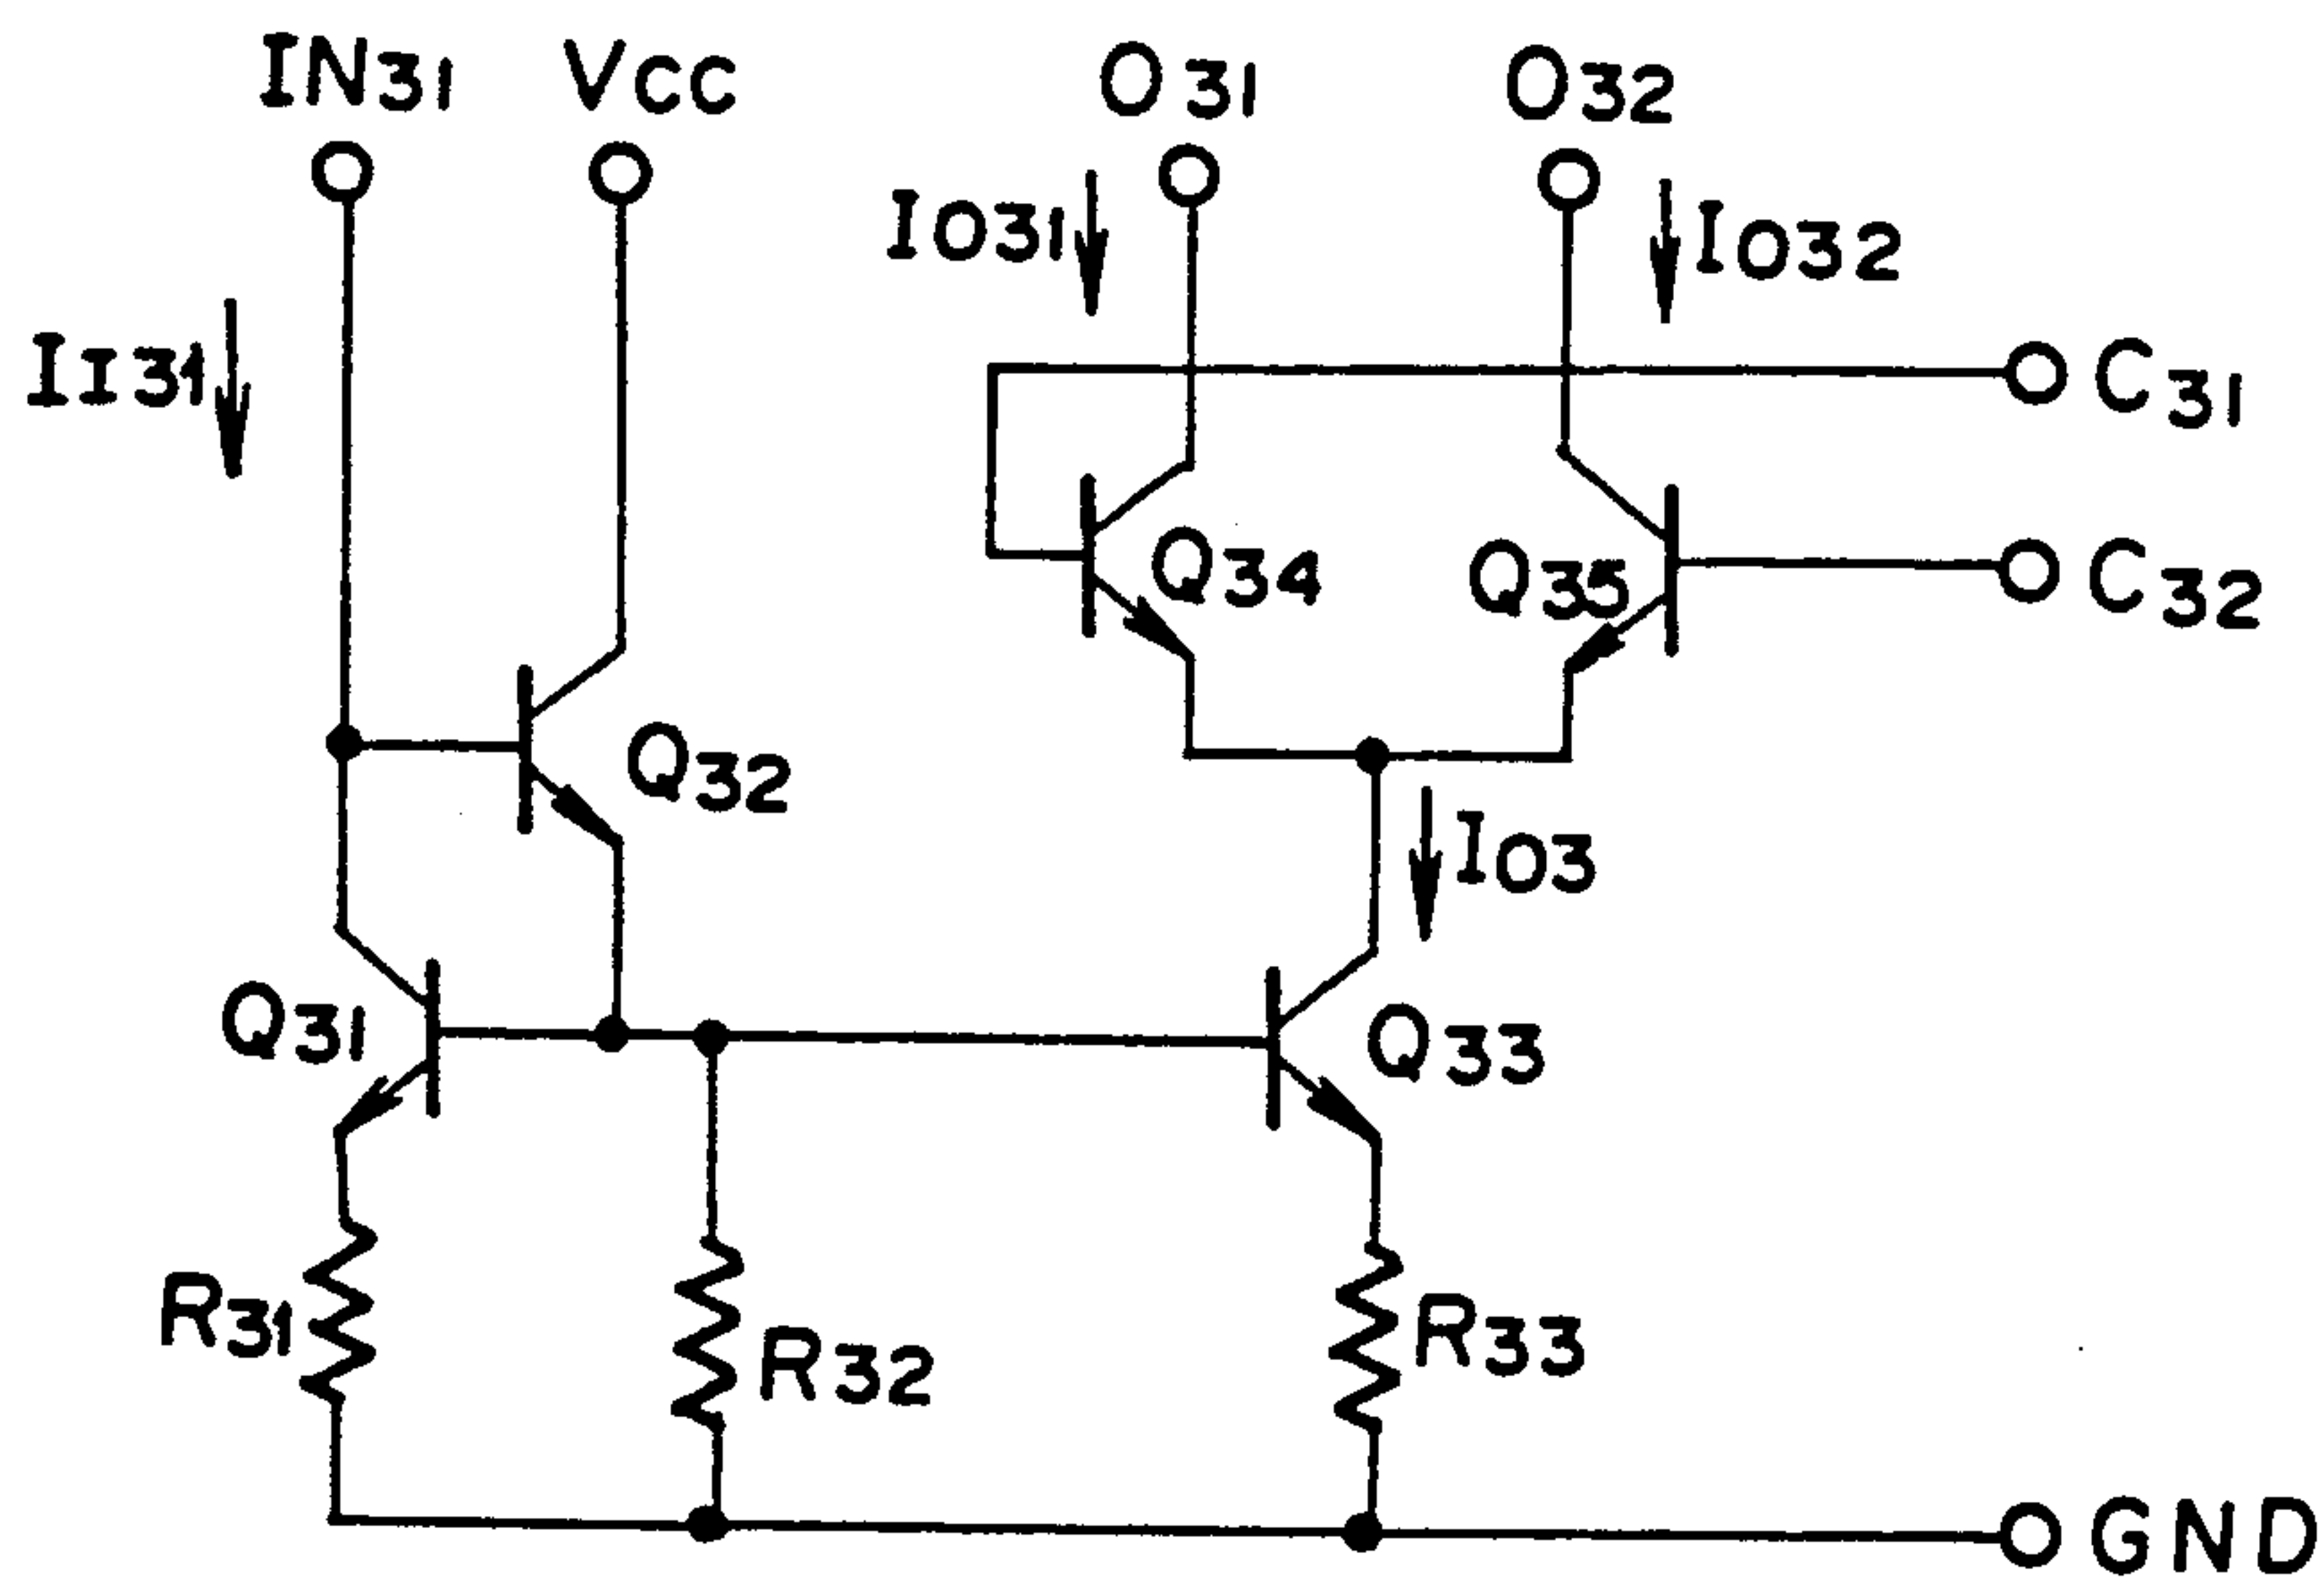 IN31 VCC O31 O32
IO31 IO32
II31
C31
Q34 Q35 C32
Q32
IO3
Q31 Q33
R31 R32 R33
GND